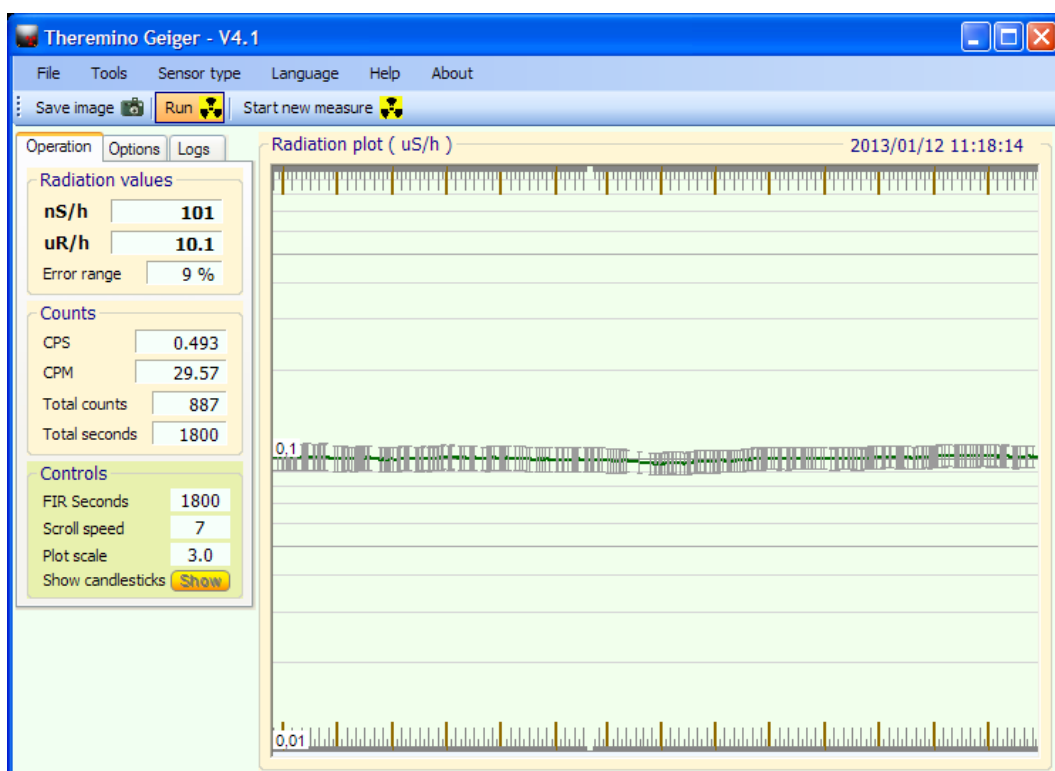 Theremino Geiger - V4.1
File Tools Sensor type Language Help About
Save image Run Start new measure
Operation Options Logs
Radiation values
nS/h 101
uR/h 10.1
Error range 9 %
Counts
CPS 0.493
CPM 29.57
Total counts 887
Total seconds 1800
Controls
FIR Seconds 1800
Scroll speed 7
Plot scale 3.0
Show candlesticks Show
Radiation plot ( uS/h ) 2013/01/12 11:18:14
0,1
0,01